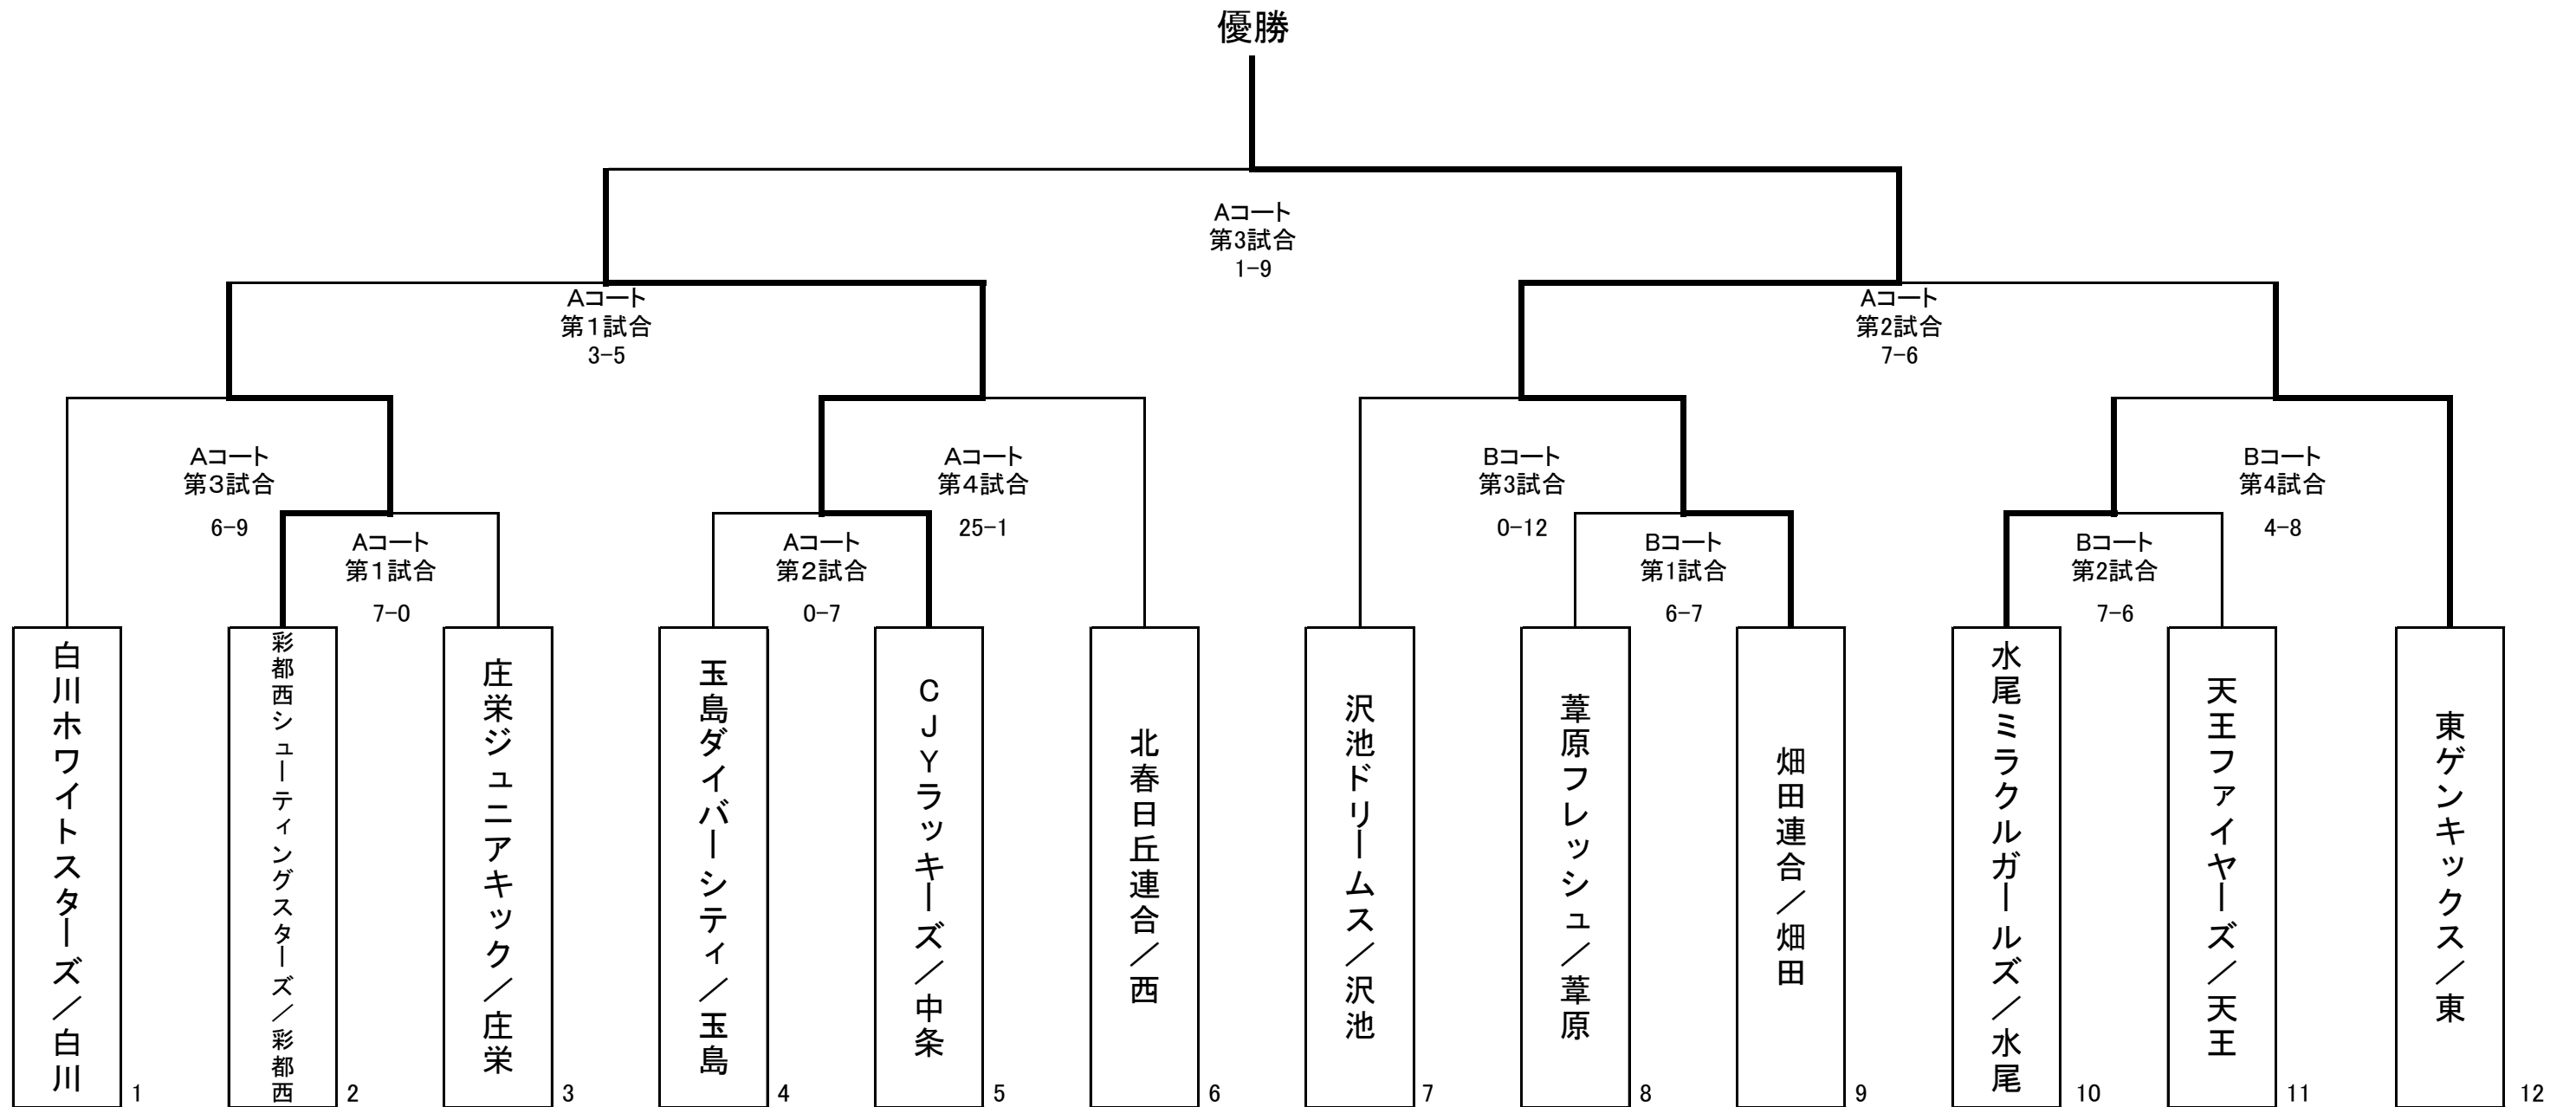 優勝
Aコート
第3試合
1-9
Aコート
第1試合
3-5
Aコート
第2試合
7-6
Aコート
第3試合
6-9
Aコート
第4試合
25-1
Bコート
第3試合
0-12
Bコート
第4試合
4-8
Aコート
第1試合
7-0
Aコート
第2試合
0-7
Bコート
第1試合
6-7
Bコート
第2試合
7-6
白川ホワイトスターズ／白川
1
彩都西シューティングスターズ／彩都西
2
庄栄ジュニアキック／庄栄
3
玉島ダイバーシティ／玉島
4
CJYラッキーズ／中条
5
北春日丘連合／西
6
沢池ドリームス／沢池
7
葦原フレッシュ／葦原
8
畑田連合／畑田
9
水尾ミラクルガールズ／水尾
10
天王ファイヤーズ／天王
11
東ゲンキックス／東
12